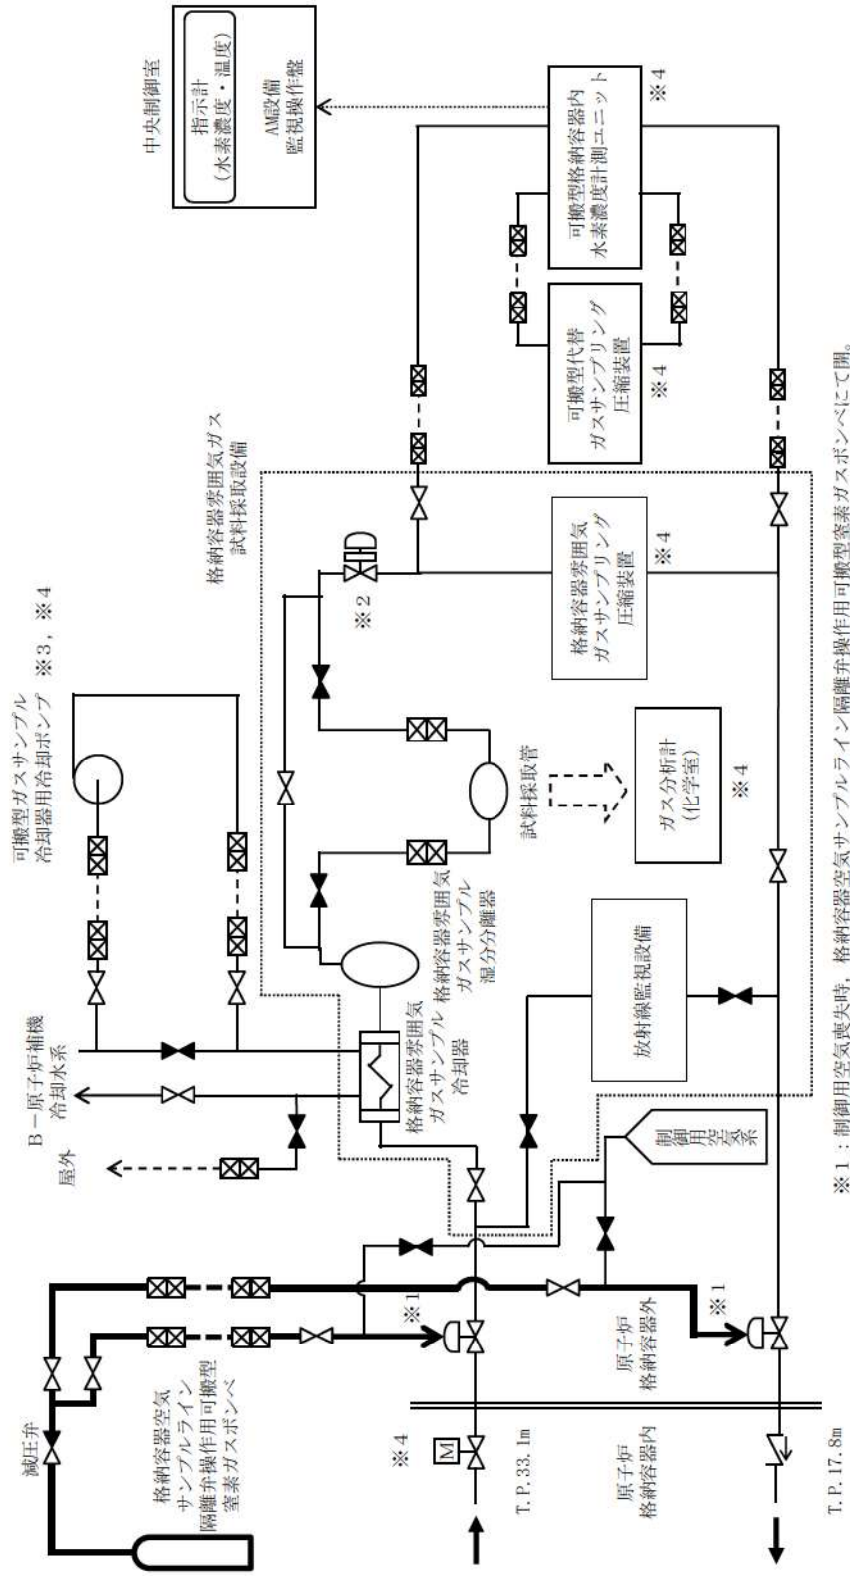 減圧弁
格納容器空気
サンプルライン
隔離弁操作用可搬型
窒素ガスボンベ
屋外
B－原子炉補機
冷却水系
可搬型ガスサンプル
冷却器用冷却ポンプ ※3，※4
格納容器雰囲気ガス
試料採取設備
中央制御室
指示計
(水素濃度・温度)
AM設備
監視操作盤
※4
M
T.P.33.1m
※1
原子炉
格納容器内
原子炉
格納容器外
※1
T.P.17.8m
制御
用空
気系
格納容器雰囲気
ガスサンプル
冷却器
格納容器雰囲気
ガスサンプル
湿分分離器
試料採取管
※2
放射線監視設備
ガス分析計
(化学室)
※4
格納容器雰囲気
ガスサンプリング
圧縮装置
※4
可搬型代替
ガスサンプリング
圧縮装置
※4
可搬型格納容器内
水素濃度計測ユニット
※4
※1：制御用空気喪失時，格納容器空気サンプルライン隔離弁操作用可搬型窒素ガスボンベにて開。